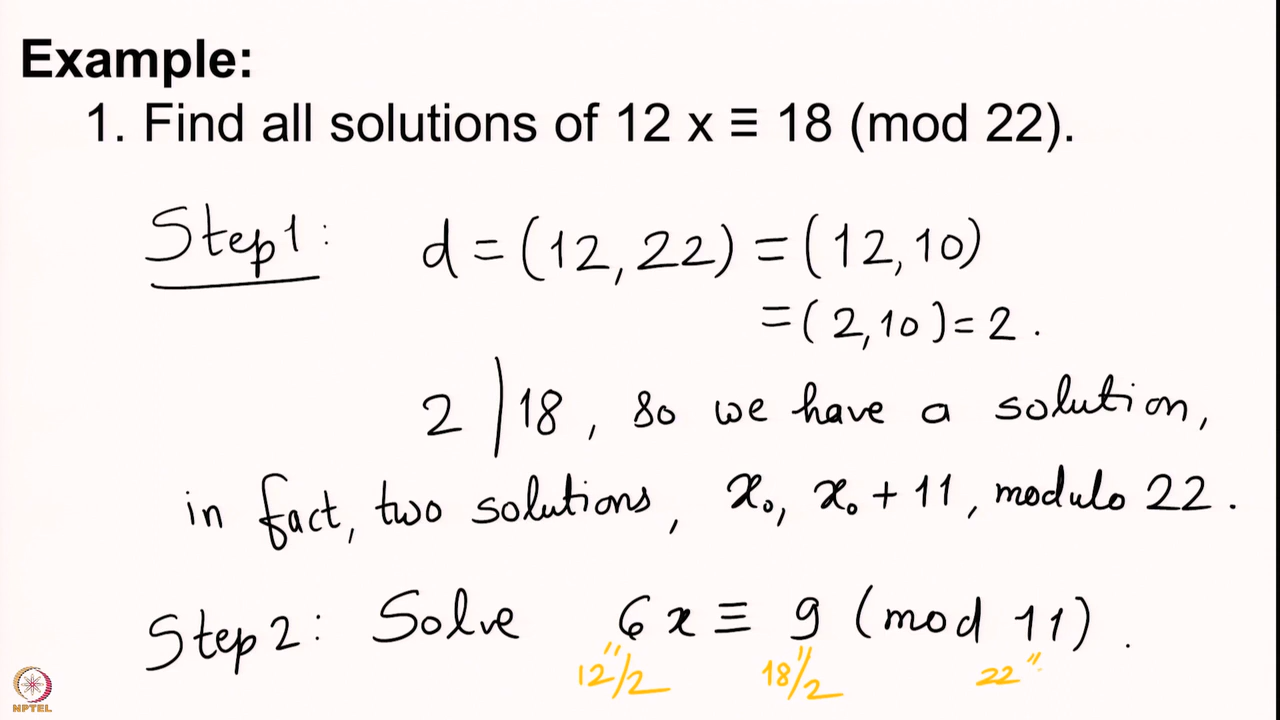 Example:
1. Find all solutions of 12 x ≡ 18 (mod 22).
Step 1: d = (12, 22) = (12, 10)
= (2, 10) = 2.
2 | 18, so we have a solution,
in fact, two solutions, x₀, x₀ + 11, modulo 22.
Step 2: Solve 6x ≡ 9 (mod 11).
" " "
12/2 18/2 22
NPTEL